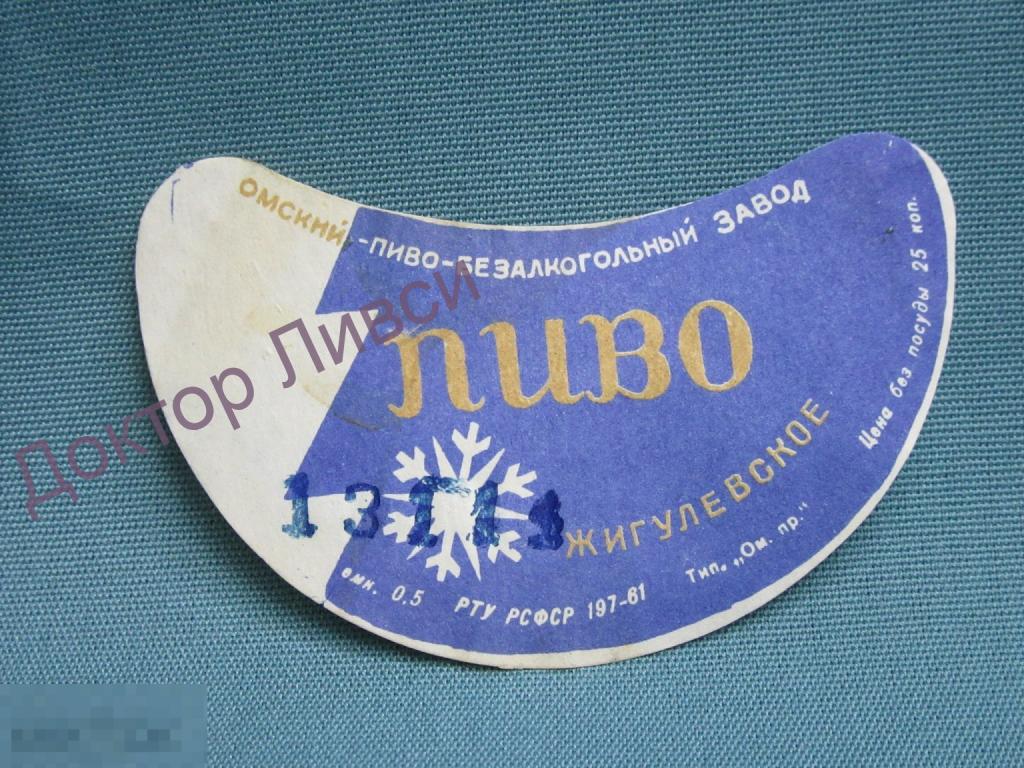 ОМСКИЙ -ПИВО-БЕЗАЛКОГОЛЬНЫЙ ЗАВОД
пиво
ЖИГУЛЕВСКОЕ
емк. 0,5 РТУ РСФСР 197-61 Тип. „Ом. пр."
Цена без посуды 25 коп.
Доктор Ливси